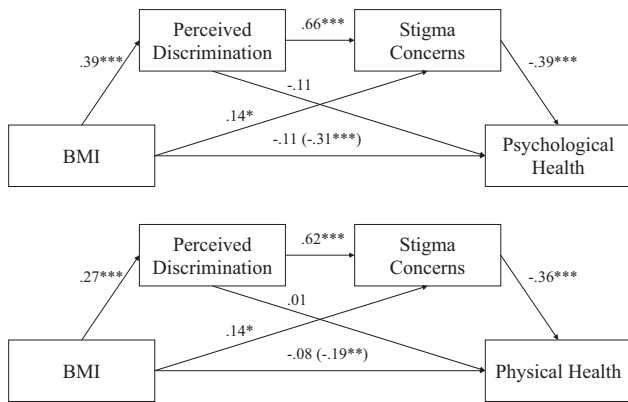 Perceived
Discrimination
.66***
Stigma
Concerns
.39***
-.39***
-.11
.14*
-.11 (-.31***)
BMI
Psychological
Health
Perceived
Discrimination
.62***
Stigma
Concerns
.27***
-.36***
.01
.14*
-.08 (-.19**)
BMI
Physical Health